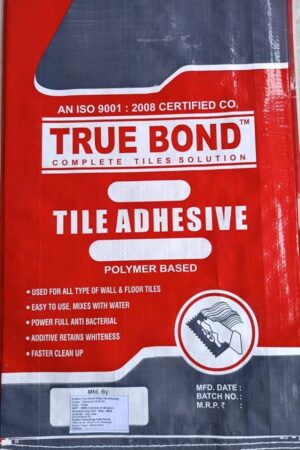 AN ISO 9001 : 2008 CERTIFIED CO.
TRUE BOND™
COMPLETE TILES SOLUTION
TILE ADHESIVE
POLYMER BASED
• USED FOR ALL TYPE OF WALL & FLOOR TILES
• EASY TO USE, MIXES WITH WATER
• POWER FULL ANTI BACTERIAL
• ADDITIVE RETAINS WHITENESS
• FASTER CLEAN UP
Mfd. By
MFD. DATE :
BATCH NO. :
M.R.P. ₹ :